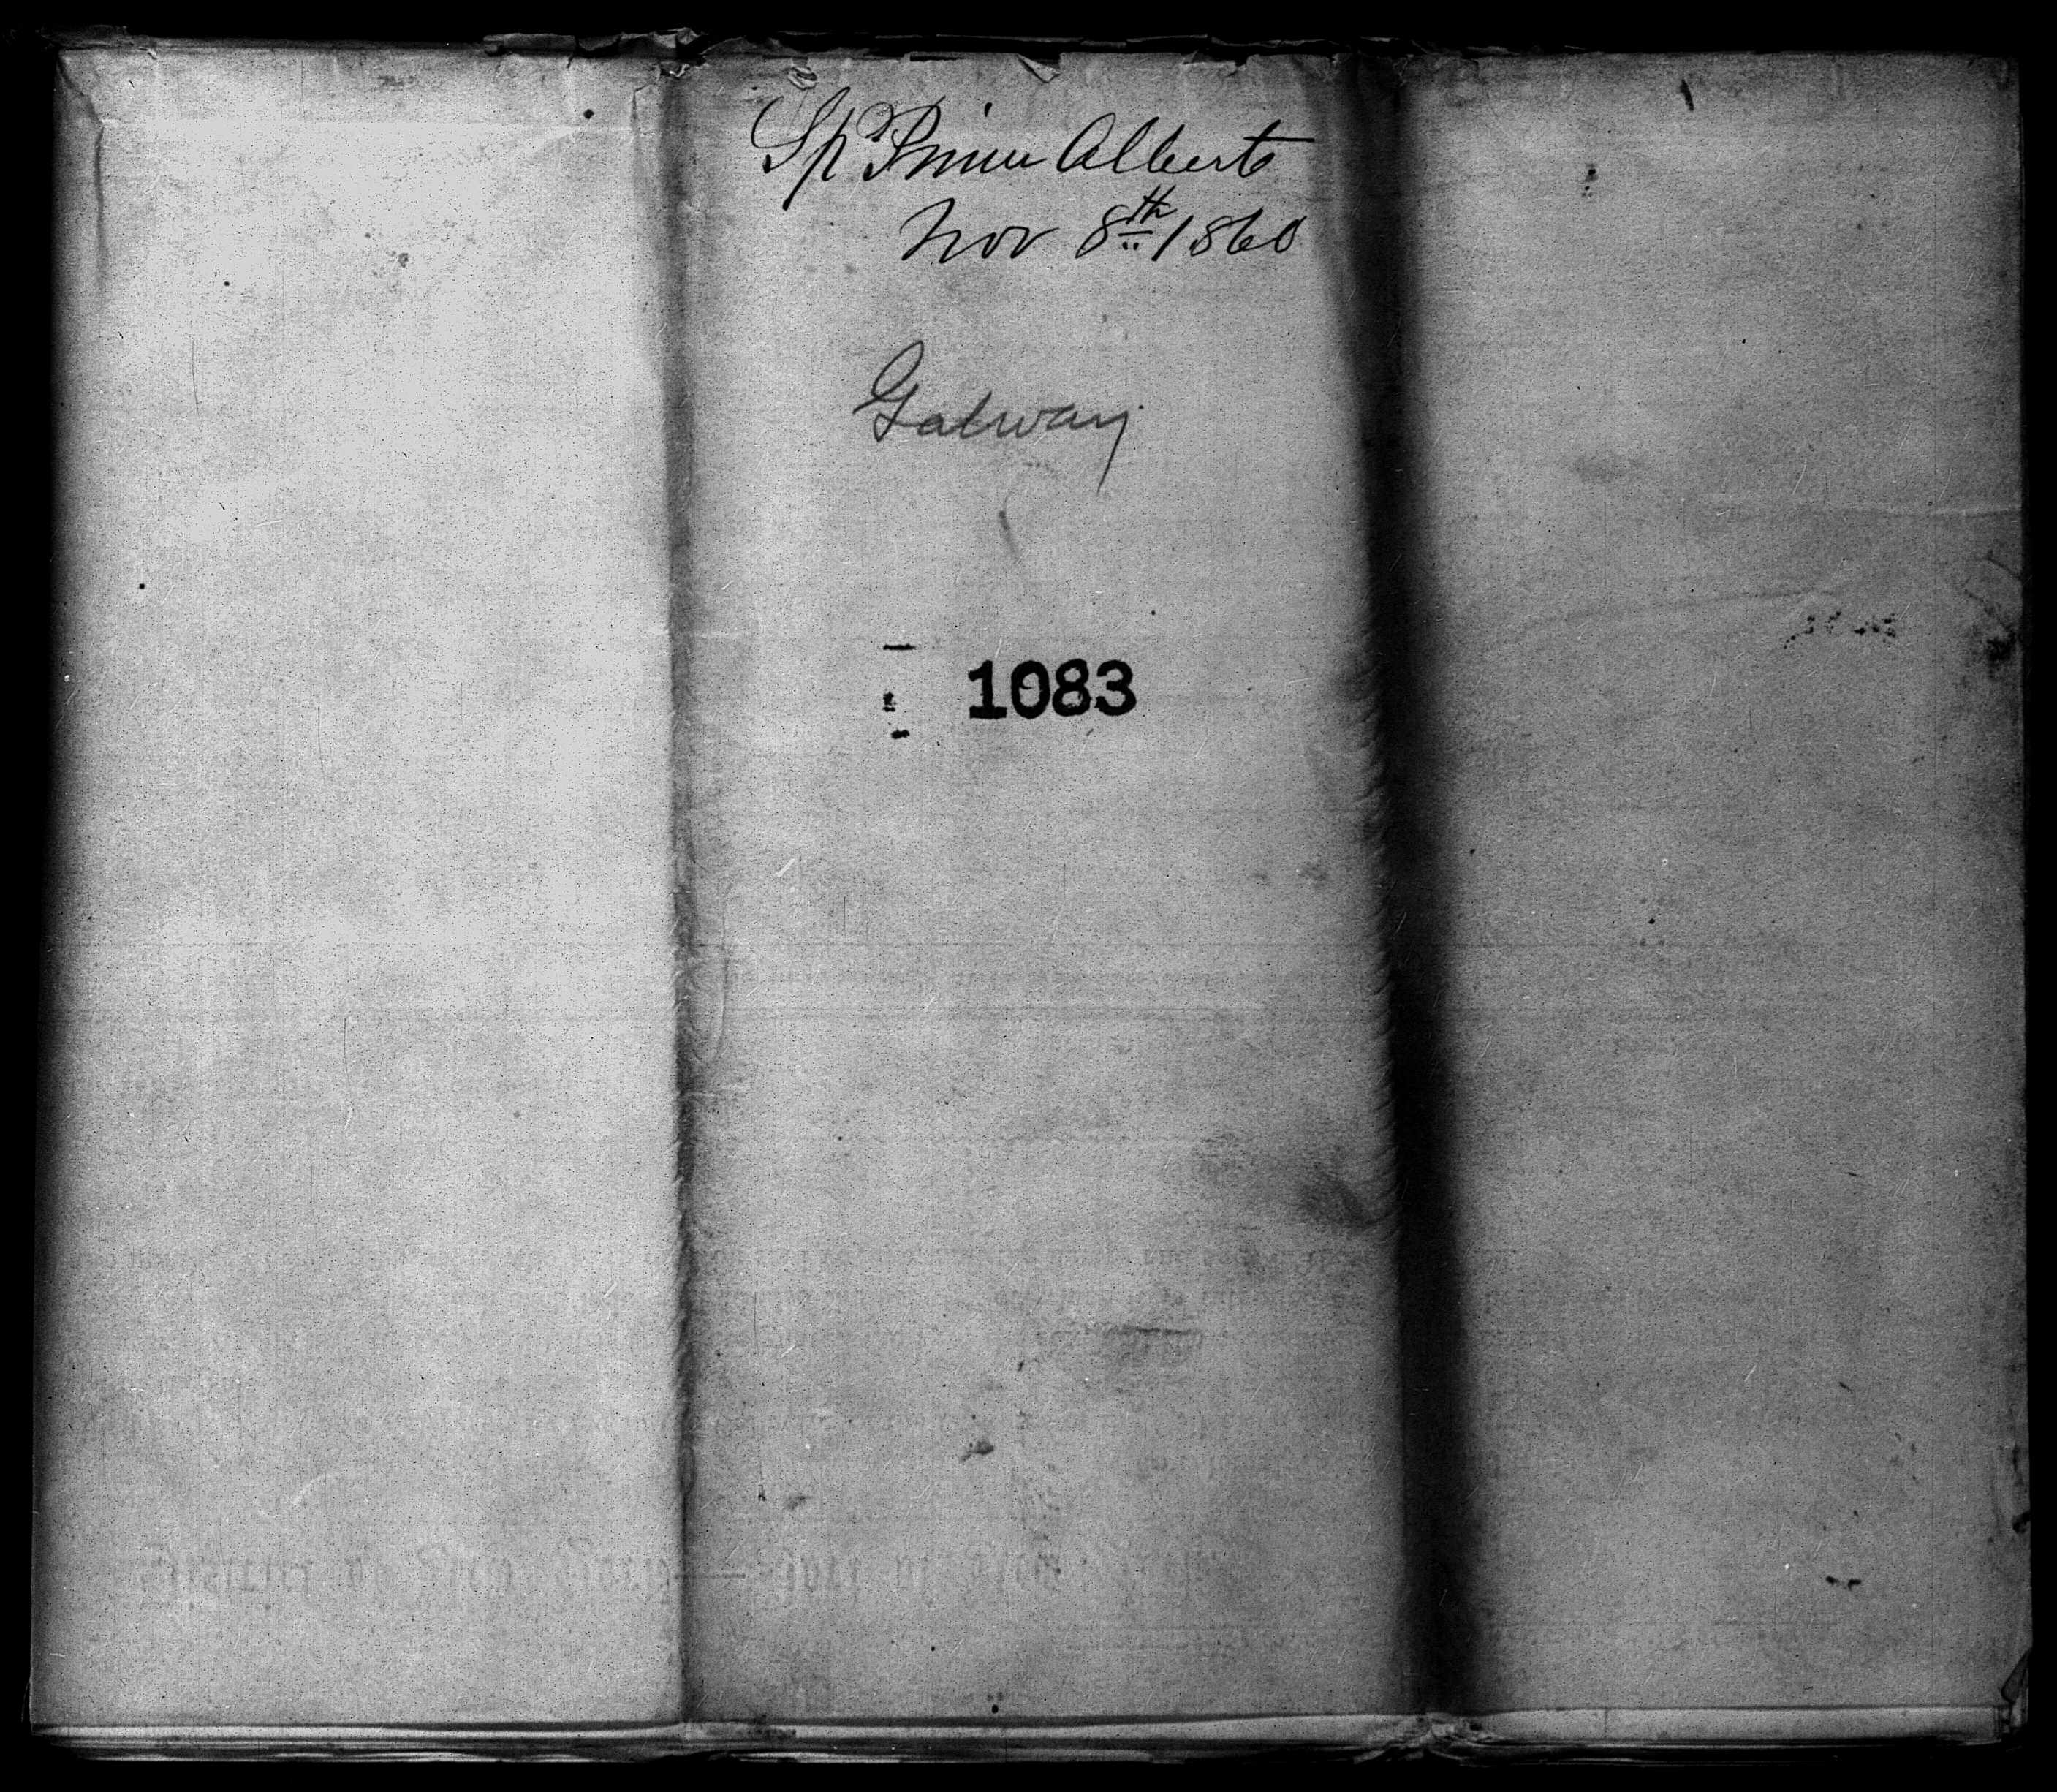 Sp Prince Albert
Nov 8th 1860
Galway
1083